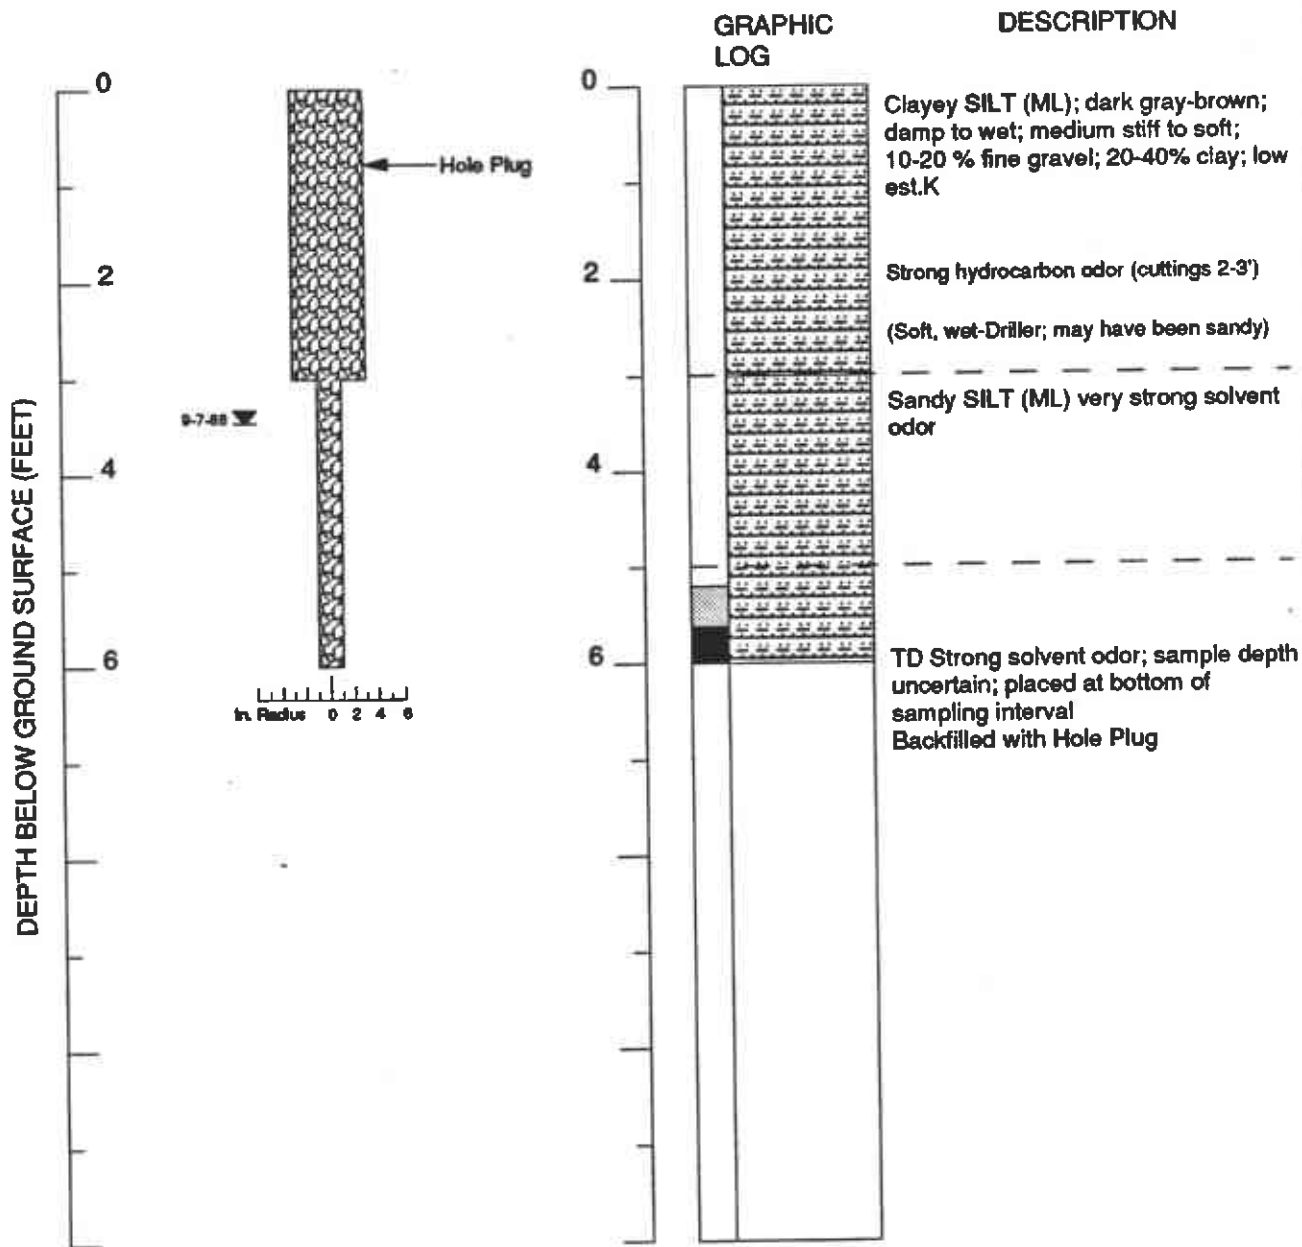 GRAPHIC
LOG
DESCRIPTION
0
0
Hole Plug
Clayey SILT (ML); dark gray-brown;
damp to wet; medium stiff to soft;
10-20 % fine gravel; 20-40% clay; low
est.K
2
2
Strong hydrocarbon odor (cuttings 2-3')
(Soft, wet-Driller; may have been sandy)
9-7-88
Sandy SILT (ML) very strong solvent
odor
4
4
DEPTH BELOW GROUND SURFACE (FEET)
6
6
In. Radius 0 2 4 6
TD Strong solvent odor; sample depth
uncertain; placed at bottom of
sampling interval
Backfilled with Hole Plug